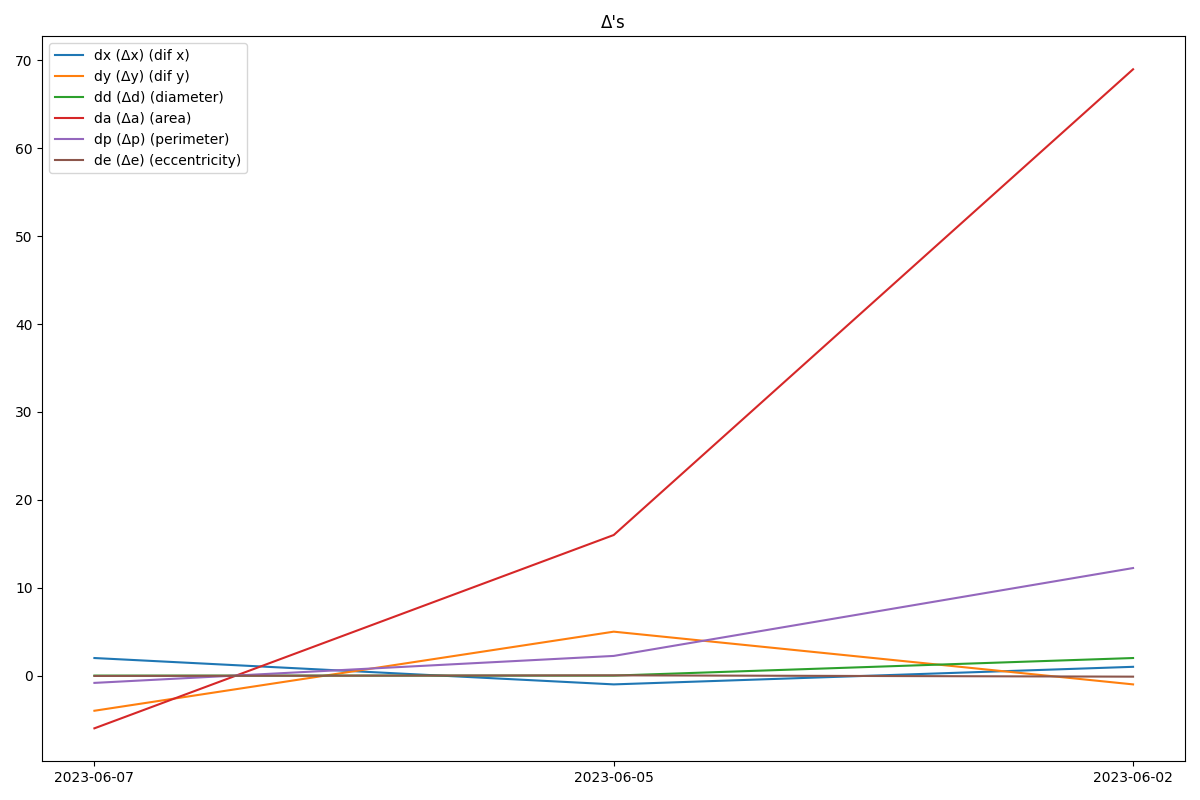 Δ's
dx (Δx) (dif x)
dy (Δy) (dif y)
dd (Δd) (diameter)
da (Δa) (area)
dp (Δp) (perimeter)
de (Δe) (eccentricity)
70
60
50
40
30
20
10
0
2023-06-07 2023-06-05 2023-06-02